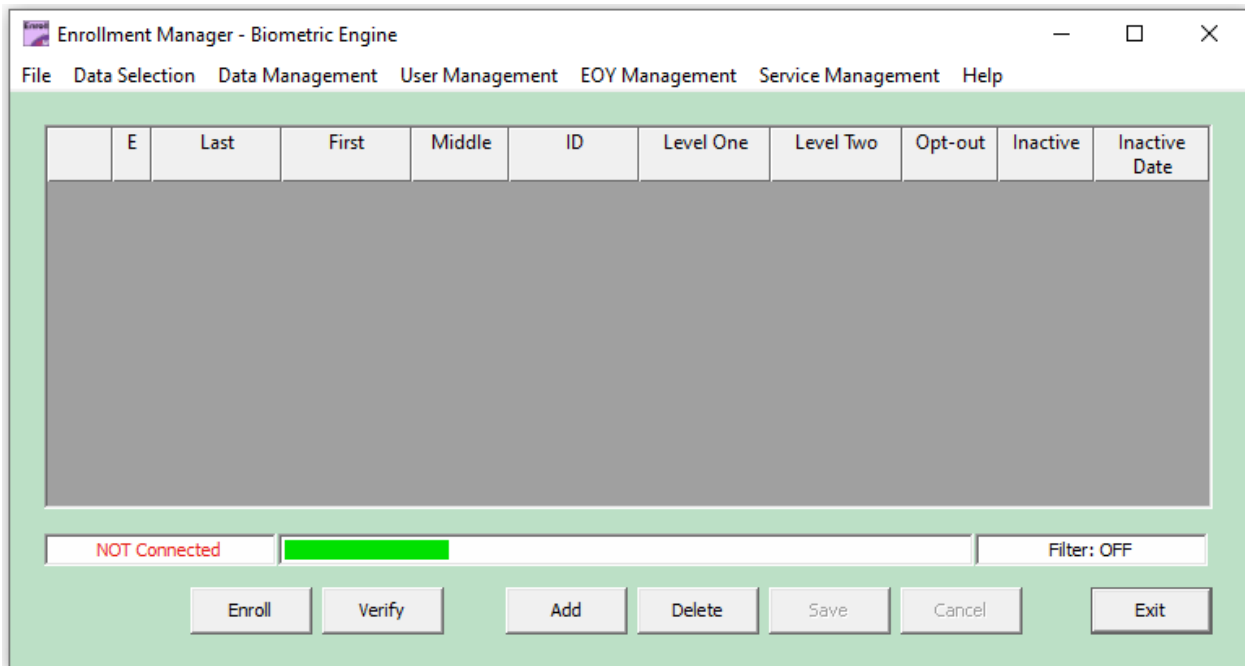 Enroll
Enrollment Manager - Biometric Engine
File Data Selection Data Management User Management EOY Management Service Management Help
E Last First Middle ID Level One Level Two Opt-out Inactive Inactive Date
NOT Connected Filter: OFF
Enroll Verify Add Delete Save Cancel Exit